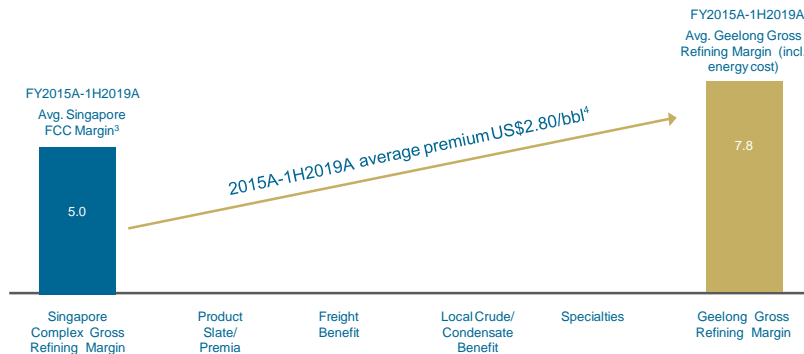 FY2015A-1H2019A
Avg. Geelong Gross
Refining Margin (incl.
energy cost)
FY2015A-1H2019A
Avg. Singapore
FCC Margin³
2015A-1H2019A average premium US$2.80/bbl⁴
7.8
5.0
Singapore
Complex Gross
Refining Margin
Product
Slate/
Premia
Freight
Benefit
Local Crude/
Condensate
Benefit
Specialties
Geelong Gross
Refining Margin